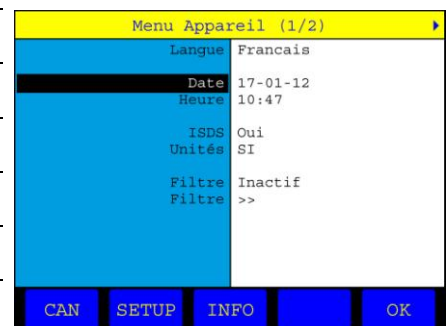 Menu Appareil (1/2)
Langue Francais
Date 17-01-12
Heure 10:47
ISDS Oui
Unités SI
Filtre Inactif
Filtre >>
CAN SETUP INFO OK